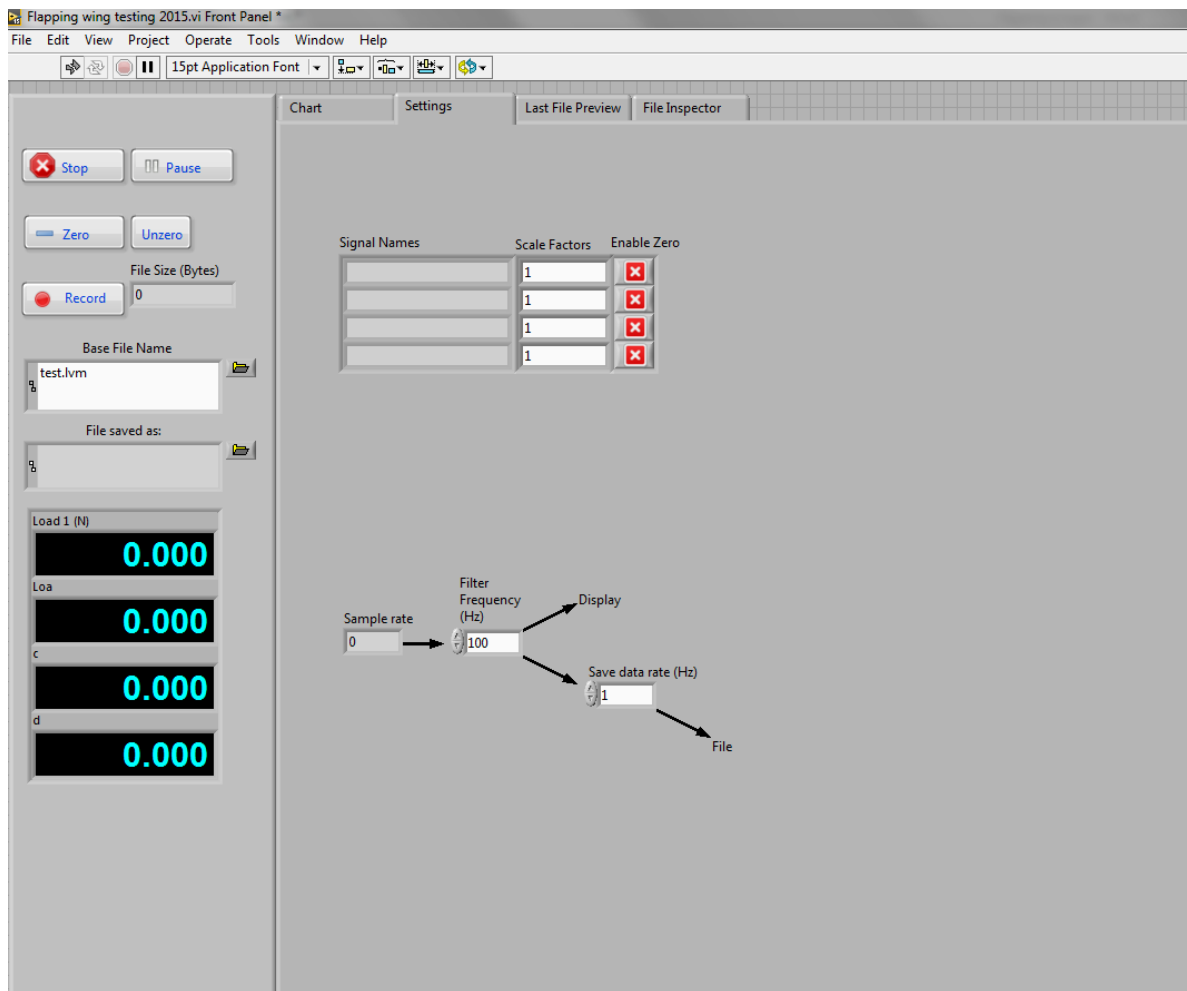 Flapping wing testing 2015.vi Front Panel *
File Edit View Project Operate Tools Window Help
15pt Application Font
Chart Settings Last File Preview File Inspector
Stop Pause
Zero Unzero
File Size (Bytes)
Record 0
Base File Name
test.lvm
File saved as:
Load 1 (N)
0.000
Loa
0.000
c
0.000
d
0.000
Signal Names Scale Factors Enable Zero
1
1
1
1
Filter
Frequency
(Hz)
Display
Sample rate
0 100
Save data rate (Hz)
1
File